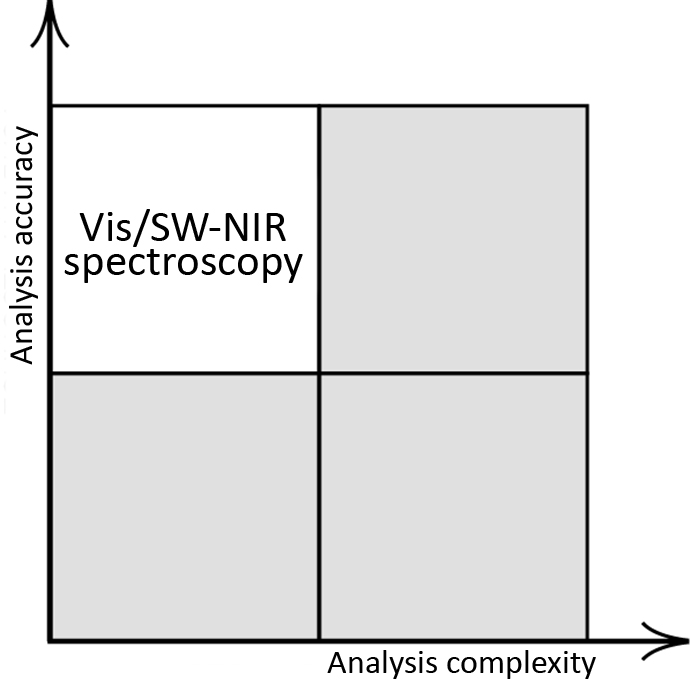 Analysis accuracy
Vis/SW-NIR
spectroscopy
Analysis complexity